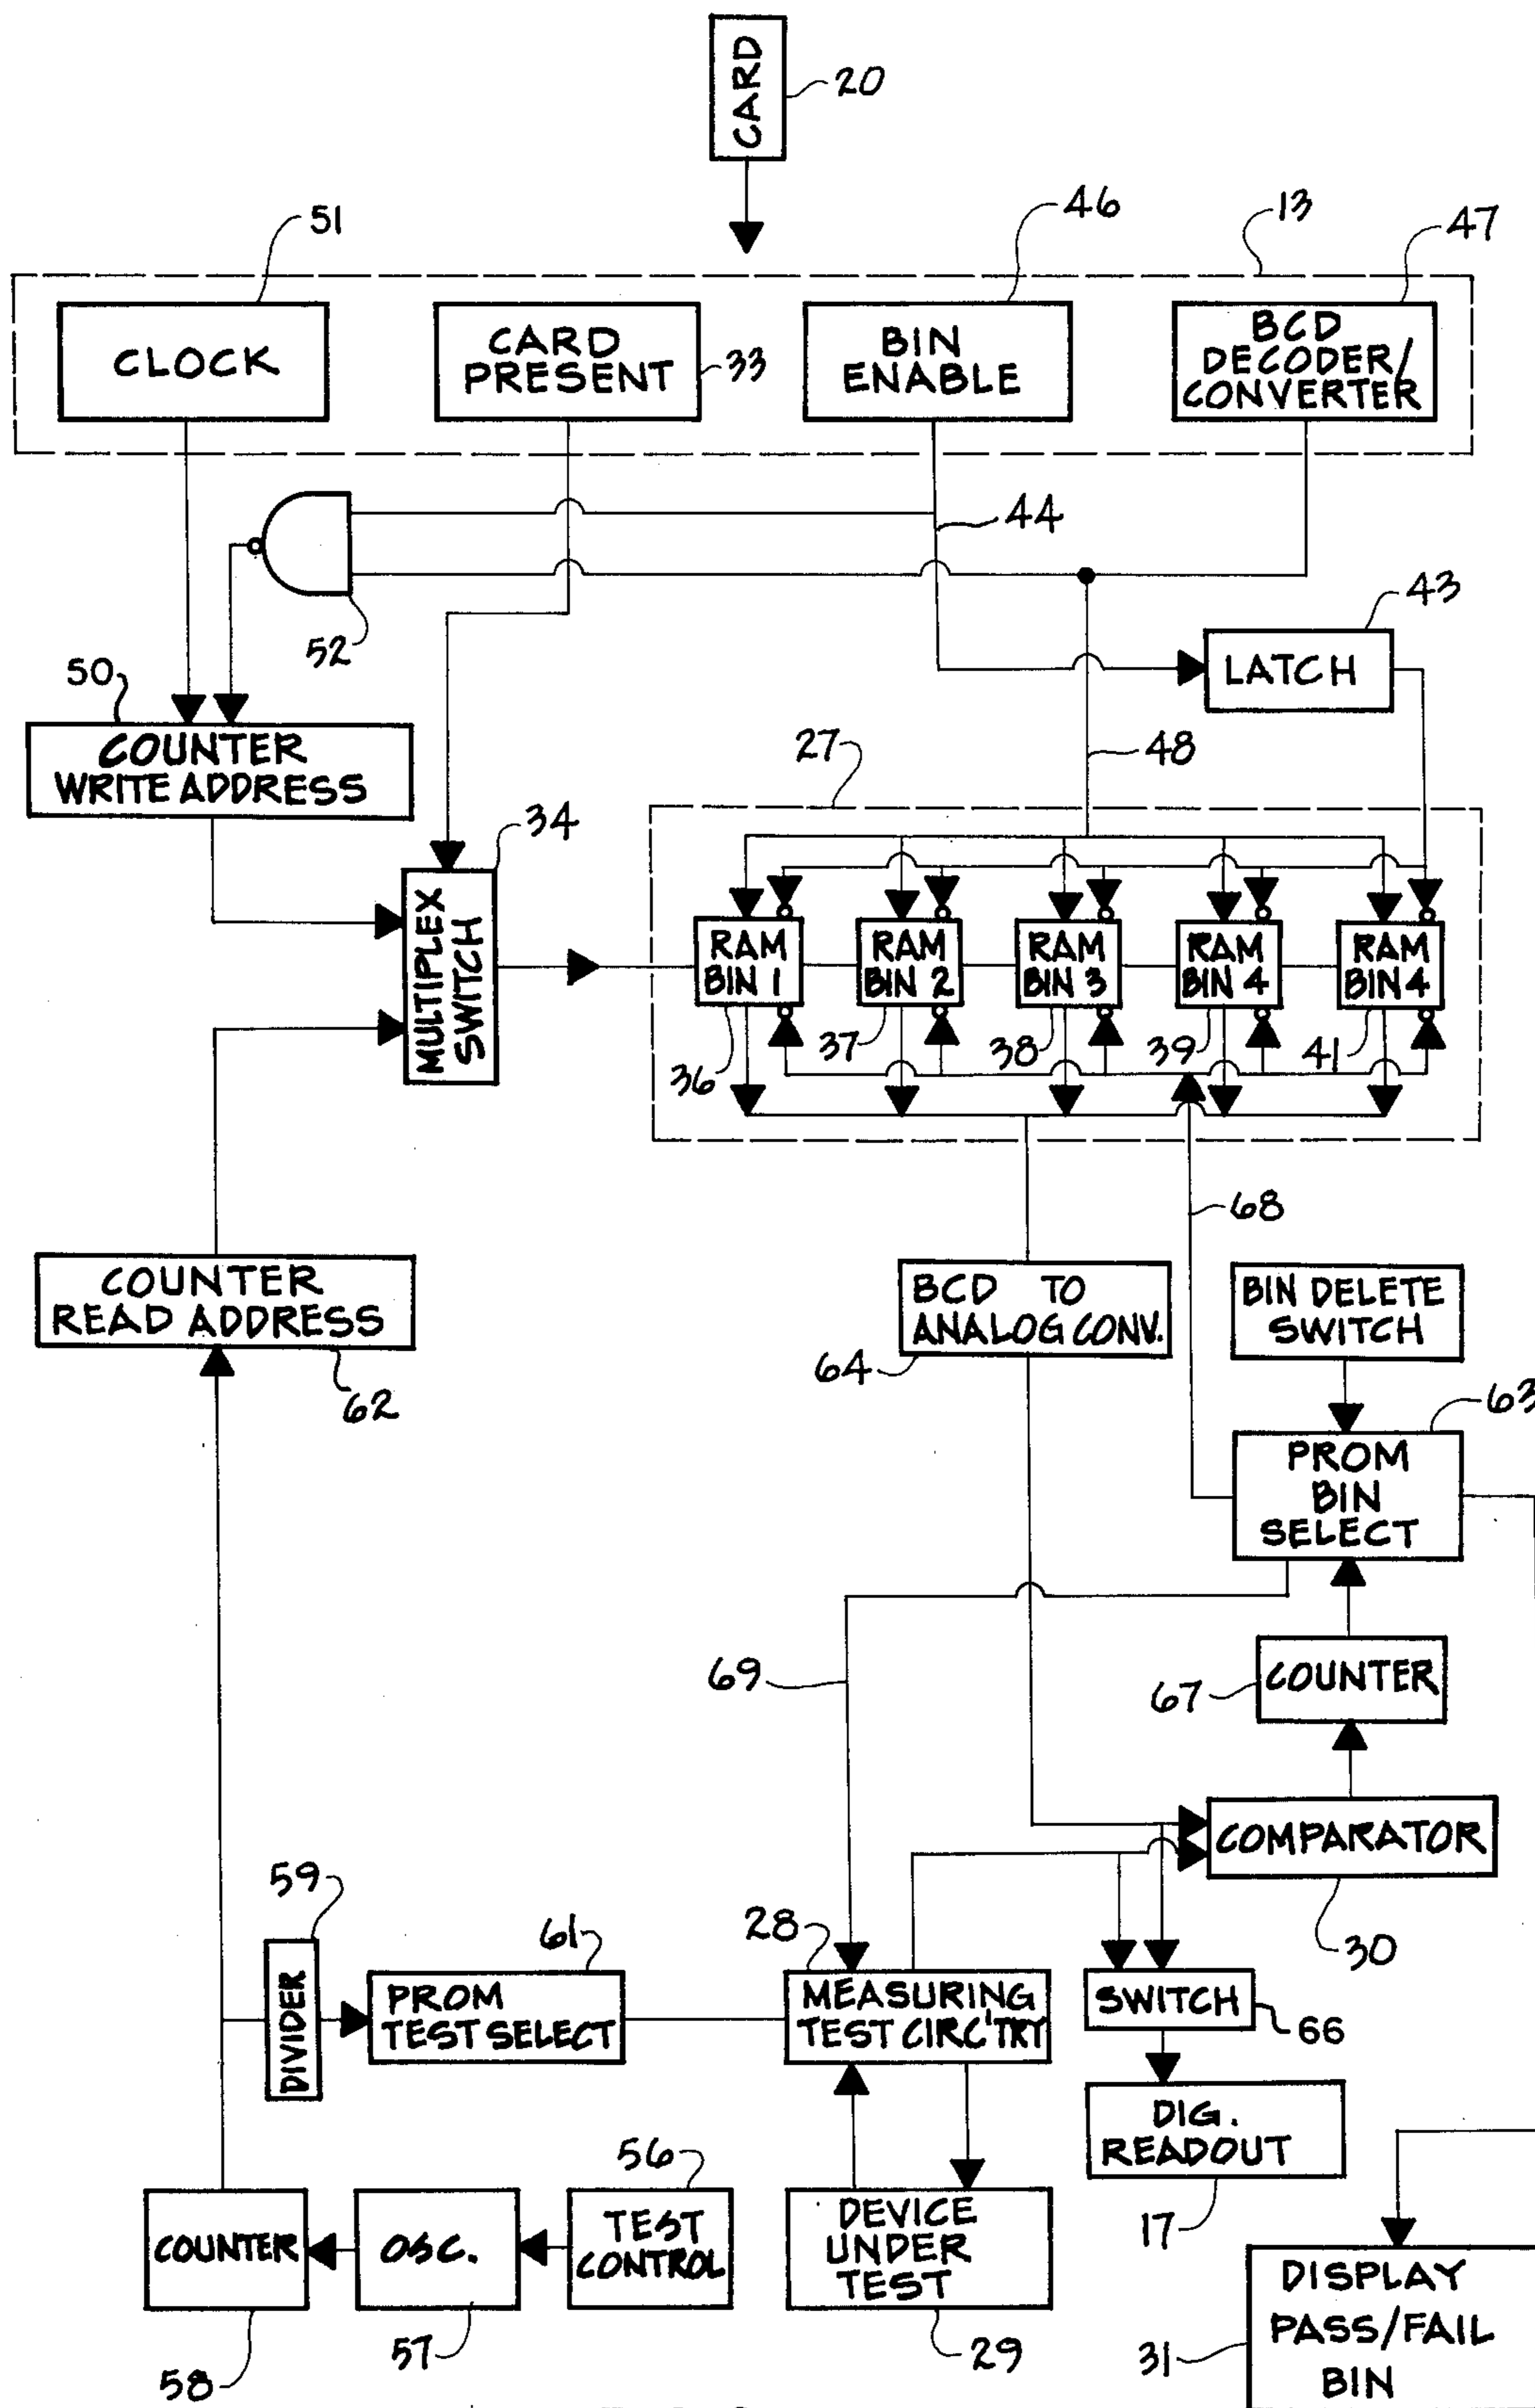 CARD
20
51
46
13
47
CLOCK
CARD
PRESENT
33
BIN
ENABLE
BCD
DECODER/
CONVERTER
44
52
43
LATCH
50
COUNTER
WRITE ADDRESS
27
48
34
MULTIPLEX
SWITCH
RAM
BIN 1
RAM
BIN 2
RAM
BIN 3
RAM
BIN 4
RAM
BIN 4
36
37
38
39
41
68
COUNTER
READ ADDRESS
62
BCD TO
ANALOG CONV.
64
BIN DELETE
SWITCH
63
PROM
BIN
SELECT
69
67
COUNTER
COMPARATOR
30
59
DIVIDER
61
PROM
TEST SELECT
28
MEASURING
TEST CIRC'TRY
SWITCH
66
DIG.
READOUT
17
56
COUNTER
OSC.
TEST
CONTROL
DEVICE
UNDER
TEST
58
57
29
31
DISPLAY
PASS/FAIL
BIN